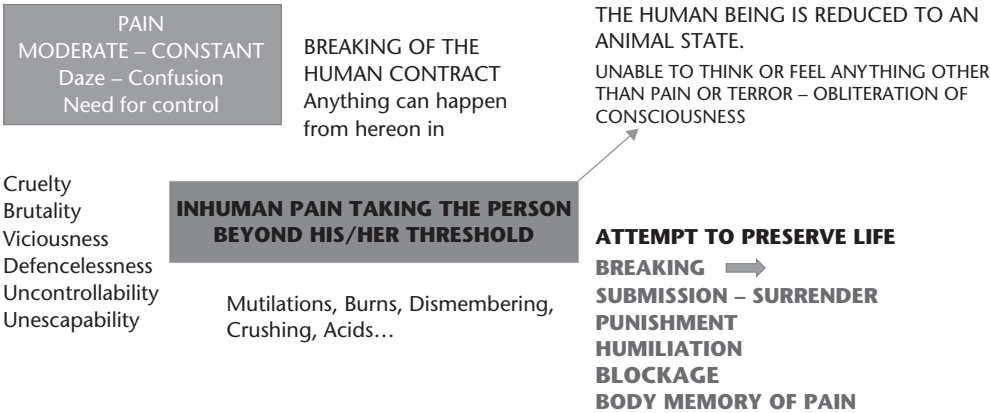 PAIN
MODERATE – CONSTANT
Daze – Confusion
Need for control
BREAKING OF THE
HUMAN CONTRACT
Anything can happen
from hereon in
THE HUMAN BEING IS REDUCED TO AN
ANIMAL STATE.
UNABLE TO THINK OR FEEL ANYTHING OTHER
THAN PAIN OR TERROR – OBLITERATION OF
CONSCIOUSNESS
Cruelty
Brutality
Viciousness
Defencelessness
Uncontrollability
Unescapability
INHUMAN PAIN TAKING THE PERSON
BEYOND HIS/HER THRESHOLD
Mutilations, Burns, Dismembering,
Crushing, Acids…
ATTEMPT TO PRESERVE LIFE
BREAKING
SUBMISSION – SURRENDER
PUNISHMENT
HUMILIATION
BLOCKAGE
BODY MEMORY OF PAIN